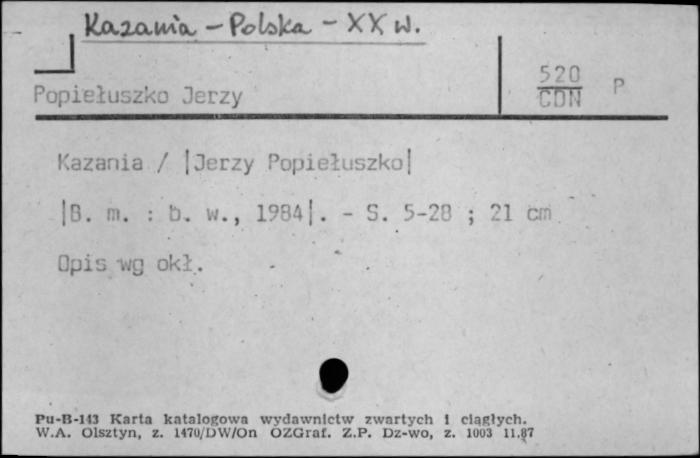 Kazania - Polska - XX w.
Popiełuszko Jerzy
520
CDN
P
Kazania / |Jerzy Popiełuszko|
|B. m. : b. w., 1984|. - S. 5-28 ; 21 cm
Opis wg okł.
Pu-B-143 Karta katalogowa wydawnictw zwartych i ciągłych.
W.A. Olsztyn, z. 1470/DW/On OZGraf. Z.P. Dz-wo, z. 1003 11.87